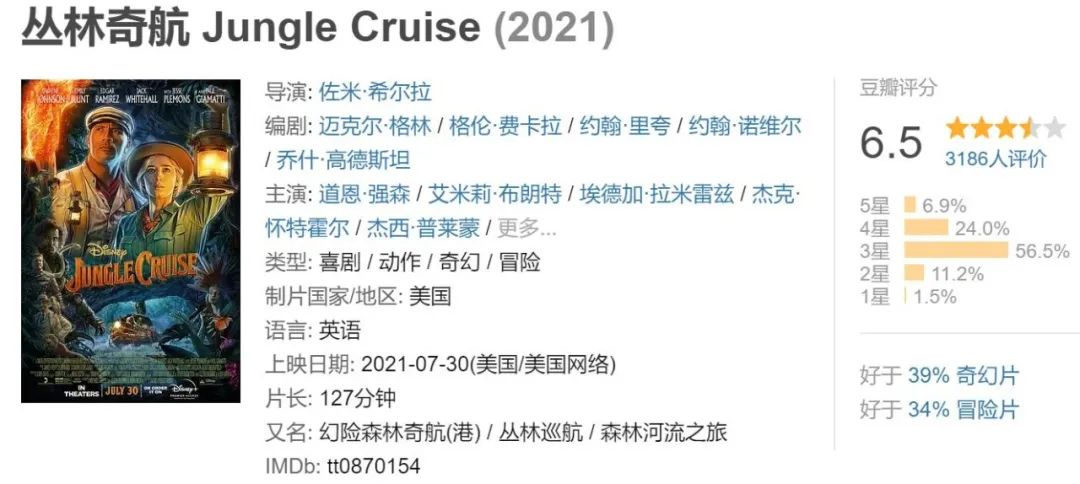 丛林奇航 Jungle Cruise (2021)
DWAYNE JOHNSON EMILY BLUNT EDGAR RAMIREZ JACK WHITEHALL WITH JESSE PLEMONS AND PAUL GIAMATTI
Disney
JUNGLE CRUISE
IN THEATERS JULY 30 OR ORDER IT ON Disney+ PREMIER ACCESS
导演: 佐米·希尔拉
编剧: 迈克尔·格林 / 格伦·费卡拉 / 约翰·里夸 / 约翰·诺维尔
/ 乔什·高德斯坦
主演: 道恩·强森 / 艾米莉·布朗特 / 埃德加·拉米雷兹 / 杰克·
怀特霍尔 / 杰西·普莱蒙 / 更多...
类型: 喜剧 / 动作 / 奇幻 / 冒险
制片国家/地区: 美国
语言: 英语
上映日期: 2021-07-30(美国/美国网络)
片长: 127分钟
又名: 幻险森林奇航(港) / 丛林巡航 / 森林河流之旅
IMDb: tt0870154
豆瓣评分
6.5
3186人评价
5星 6.9%
4星 24.0%
3星 56.5%
2星 11.2%
1星 1.5%
好于 39% 奇幻片
好于 34% 冒险片